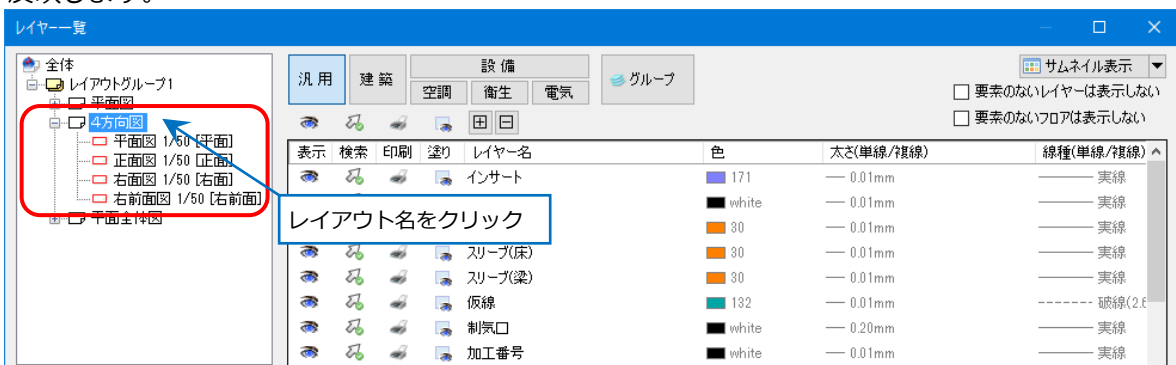 レイヤー一覧
全体
レイアウトグループ1
平面図
4方向図
平面図 1/50 [平面]
正面図 1/50 [正面]
右面図 1/50 [右面]
右前面図 1/50 [右前面]
平面全体図
レイアウト名をクリック
汎用 建築 設備 空調 衛生 電気 グループ
サムネイル表示
要素のないレイヤーは表示しない
要素のないフロアは表示しない
表示 検索 印刷 塗り レイヤー名 色 太さ(単線/複線) 線種(単線/複線)
インサート 171 0.01mm 実線
white 0.01mm 実線
30 0.01mm 実線
スリーブ(床) 30 0.01mm 実線
スリーブ(梁) 30 0.01mm 実線
仮線 132 0.01mm 破線(2.6
制気口 white 0.20mm 実線
加工番号 white 0.01mm 実線